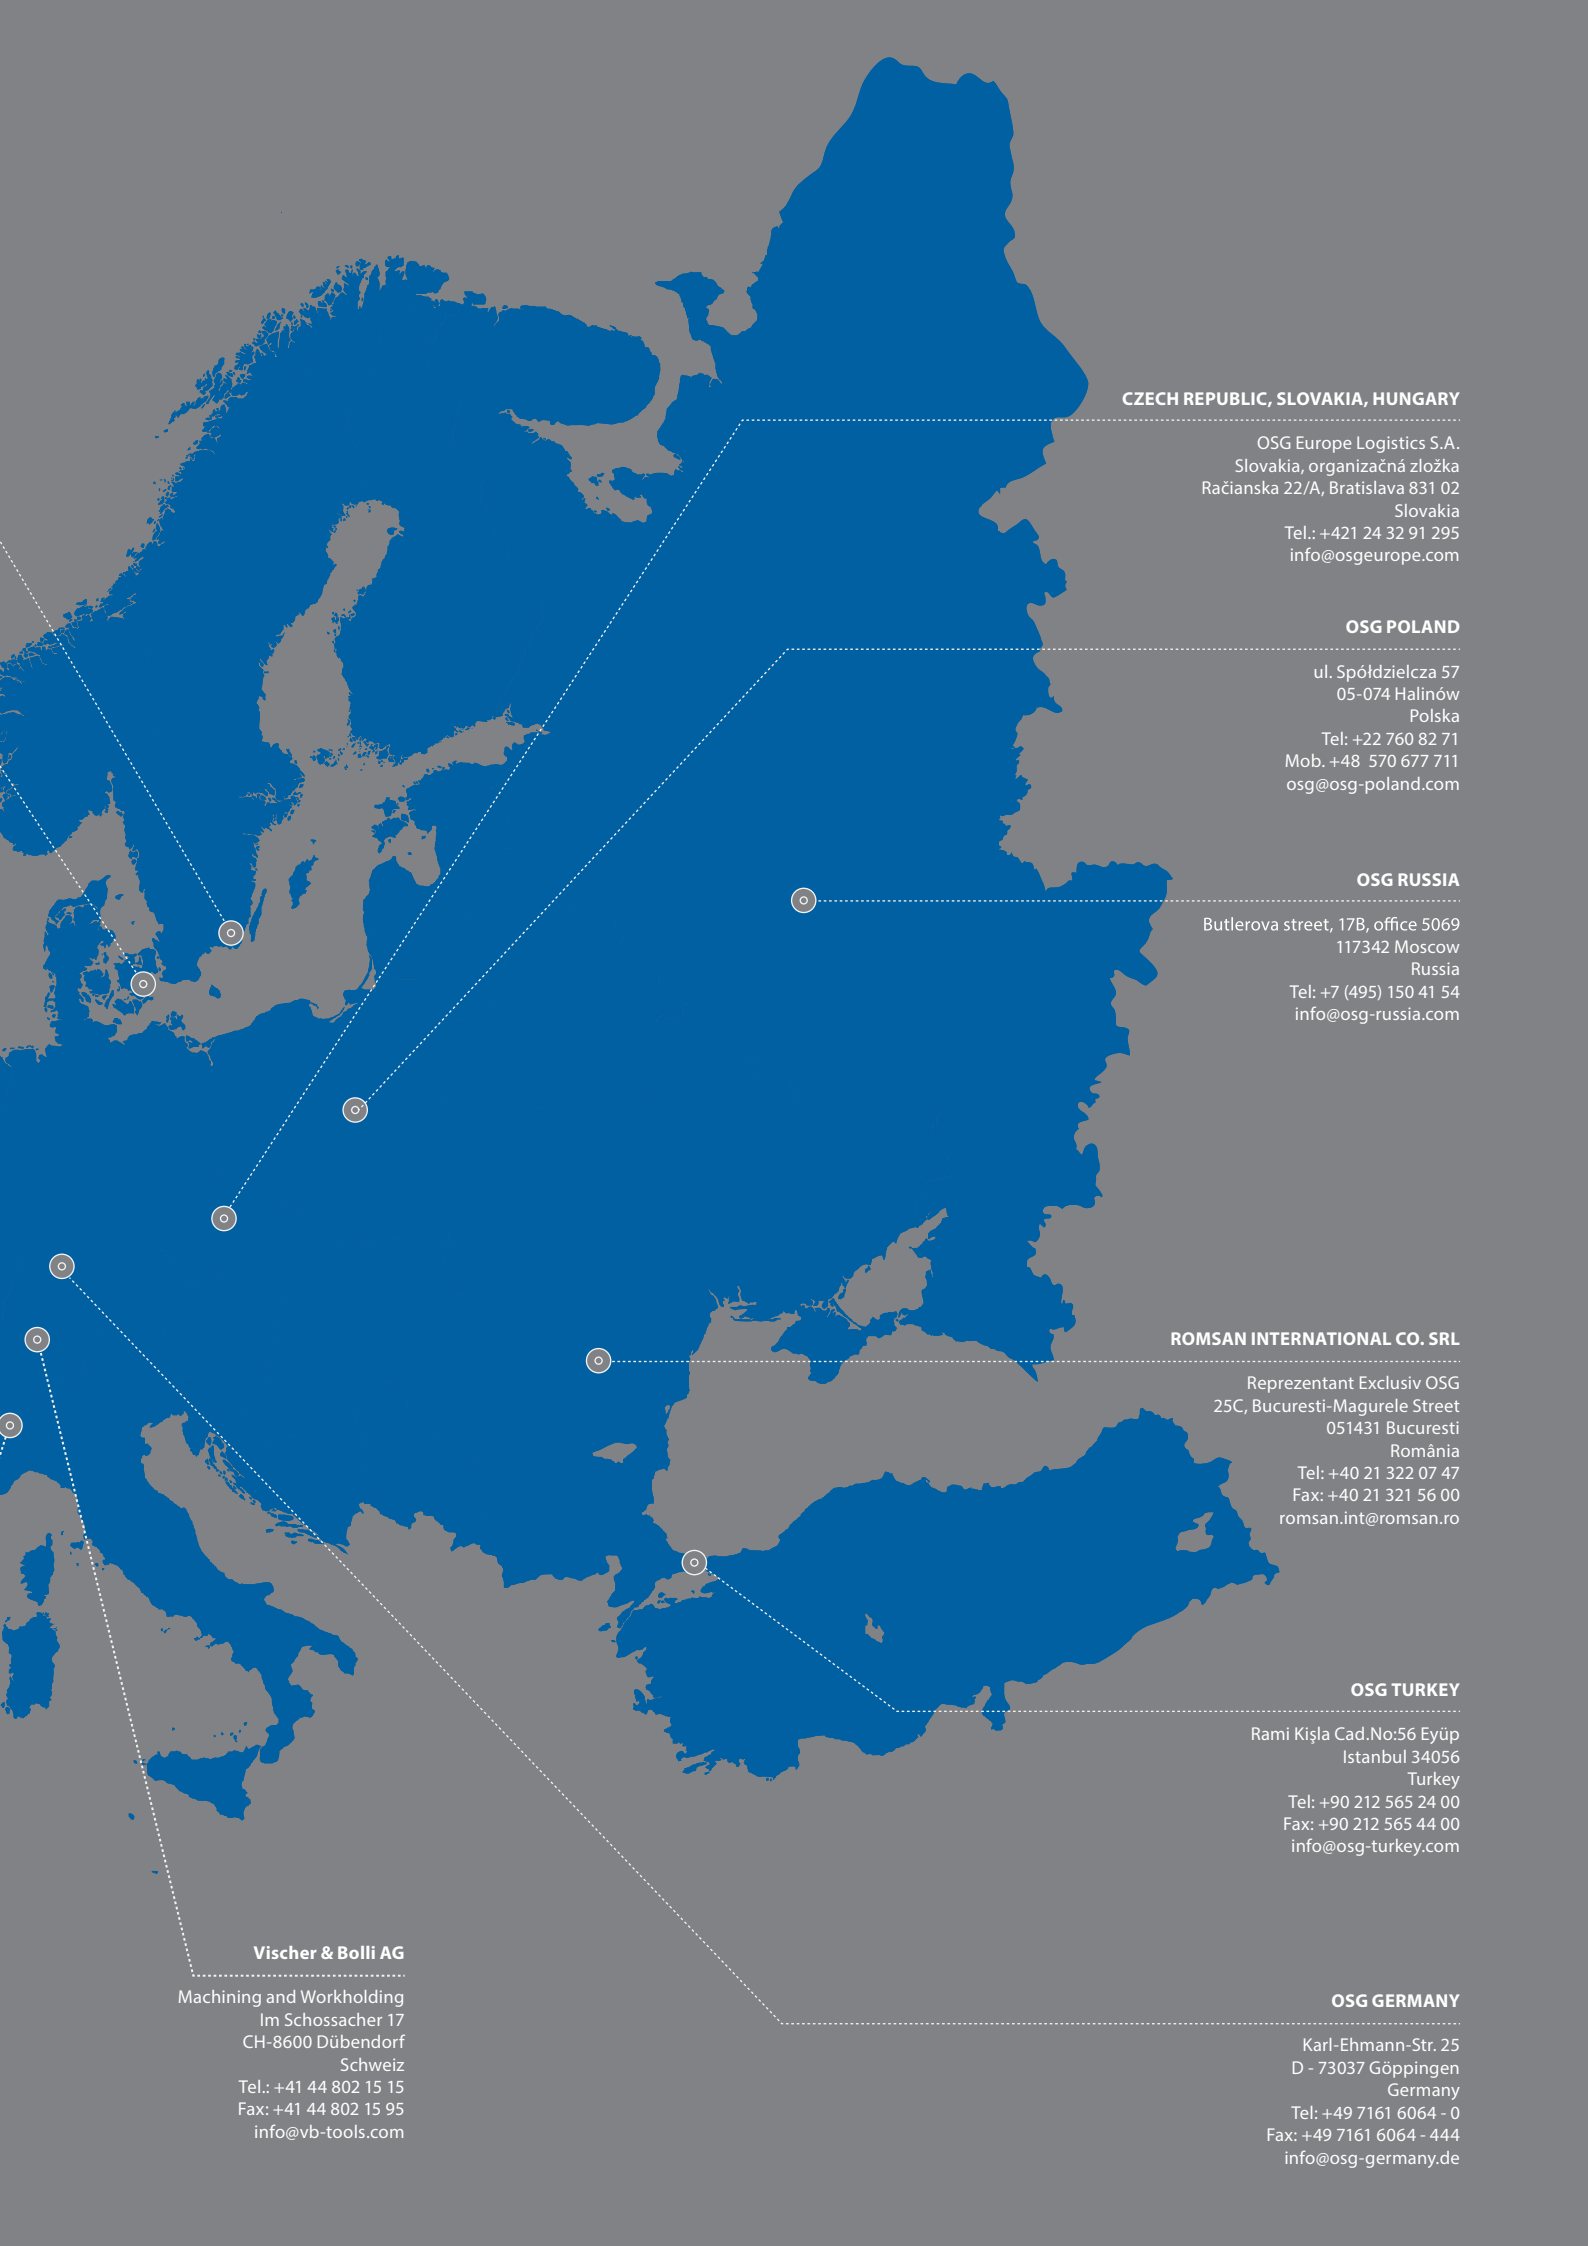 CZECH REPUBLIC, SLOVAKIA, HUNGARY
OSG Europe Logistics S.A.
Slovakia, organizačná zložka
Račianska 22/A, Bratislava 831 02
Slovakia
Tel.: +421 24 32 91 295
info@osgeurope.com
OSG POLAND
ul. Spółdzielcza 57
05-074 Halinów
Polska
Tel: +22 760 82 71
Mob. +48 570 677 711
osg@osg-poland.com
OSG RUSSIA
Butlerova street, 17B, office 5069
117342 Moscow
Russia
Tel: +7 (495) 150 41 54
info@osg-russia.com
ROMSAN INTERNATIONAL CO. SRL
Reprezentant Exclusiv OSG
25C, Bucuresti-Magurele Street
051431 Bucuresti
România
Tel: +40 21 322 07 47
Fax: +40 21 321 56 00
romsan.int@romsan.ro
OSG TURKEY
Rami Kişla Cad.No:56 Eyüp
Istanbul 34056
Turkey
Tel: +90 212 565 24 00
Fax: +90 212 565 44 00
info@osg-turkey.com
Vischer & Bolli AG
Machining and Workholding
Im Schossacher 17
CH-8600 Dübendorf
Schweiz
Tel.: +41 44 802 15 15
Fax: +41 44 802 15 95
info@vb-tools.com
OSG GERMANY
Karl-Ehmann-Str. 25
D - 73037 Göppingen
Germany
Tel: +49 7161 6064 - 0
Fax: +49 7161 6064 - 444
info@osg-germany.de